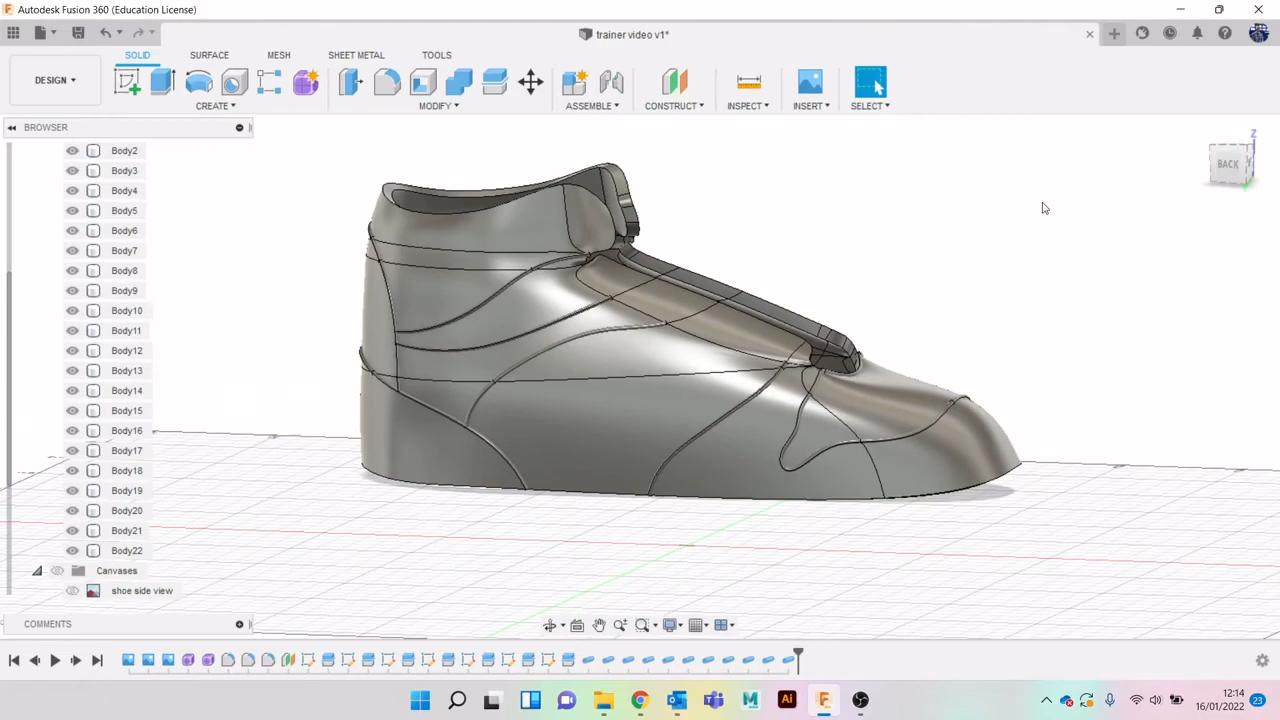 Autodesk Fusion 360 (Education License)
trainer video v1*
SOLID SURFACE MESH SHEET METAL TOOLS
DESIGN
CREATE MODIFY ASSEMBLE CONSTRUCT INSPECT INSERT SELECT
BROWSER
Z
BACK
Body2
Body3
Body4
Body5
Body6
Body7
Body8
Body9
Body10
Body11
Body12
Body13
Body14
Body15
Body16
Body17
Body18
Body19
Body20
Body21
Body22
Canvases
shoe side view
COMMENTS
12:14
16/01/2022
23